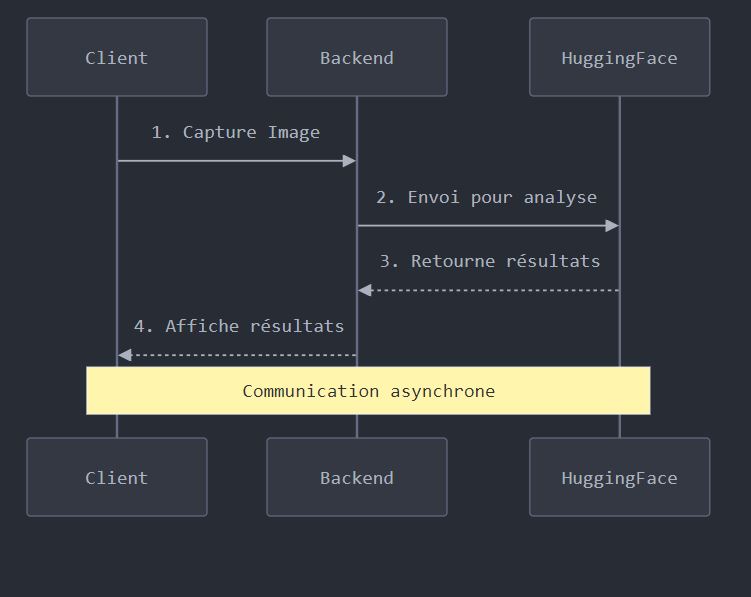 Client
Backend
HuggingFace
1. Capture Image
2. Envoi pour analyse
3. Retourne résultats
4. Affiche résultats
Communication asynchrone
Client
Backend
HuggingFace